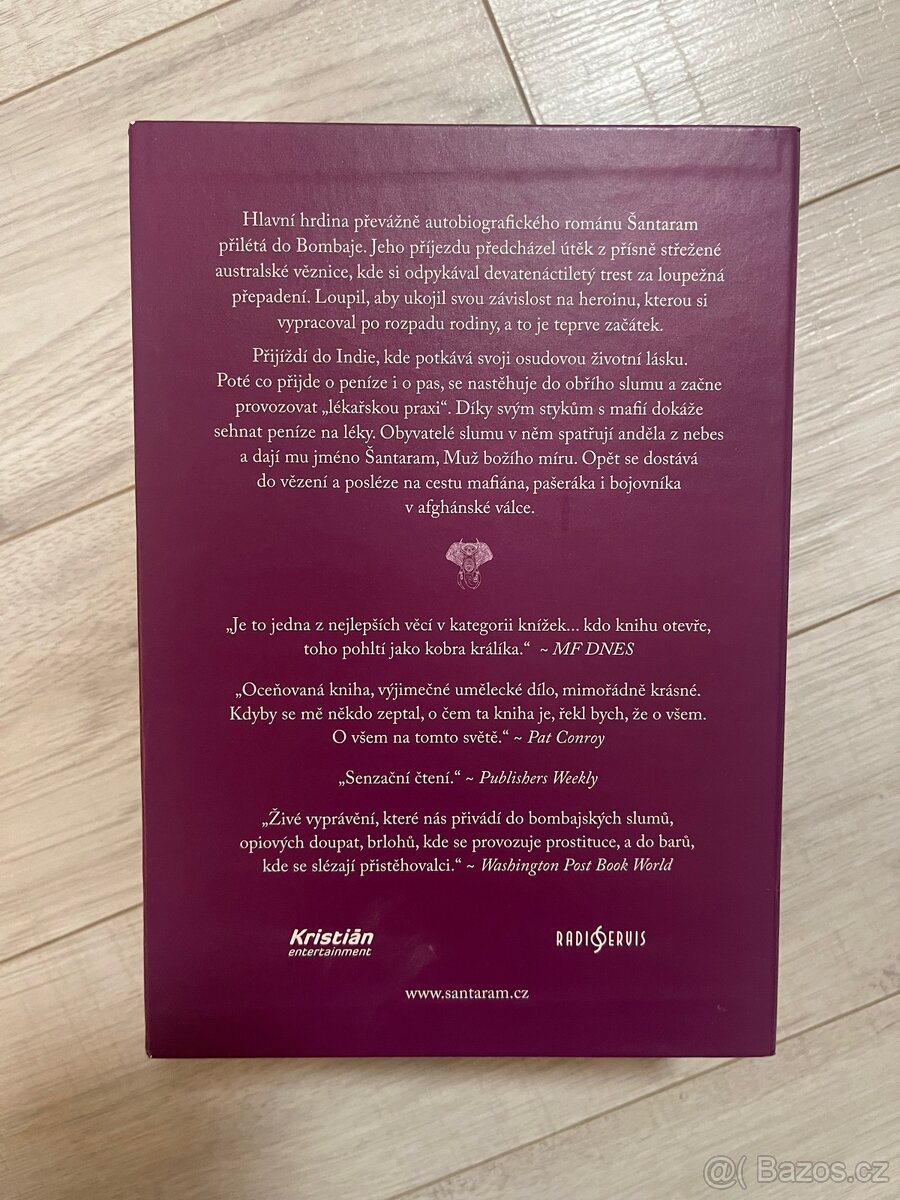 Hlavní hrdina převážně autobiografického románu Šantaram
přilétá do Bombaje. Jeho příjezdu předcházel útěk z přísně střežené
australské věznice, kde si odpykával devatenáctiletý trest za loupežná
přepadení. Loupil, aby ukojil svou závislost na heroinu, kterou si
vypracoval po rozpadu rodiny, a to je teprve začátek.
Přijíždí do Indie, kde potkává svoji osudovou životní lásku.
Poté co přijde o peníze i o pas, se nastěhuje do obřího slumu a začne
provozovat „lékařskou praxi“. Díky svým stykům s mafií dokáže
sehnat peníze na léky. Obyvatelé slumu v něm spatřují anděla z nebes
a dají mu jméno Šantaram, Muž božího míru. Opět se dostává
do vězení a posléze na cestu mafiána, pašeráka i bojovníka
v afghánské válce.
„Je to jedna z nejlepších věcí v kategorii knížek... kdo knihu otevře,
toho pohltí jako kobra králíka.“ ~ MF DNES
„Oceňovaná kniha, výjimečné umělecké dílo, mimořádně krásné.
Kdyby se mě někdo zeptal, o čem ta kniha je, řekl bych, že o všem.
O všem na tomto světě.“ ~ Pat Conroy
„Senzační čtení.“ ~ Publishers Weekly
„Živé vyprávění, které nás přivádí do bombajských slumů,
opiových doupat, brlohů, kde se provozuje prostituce, a do barů,
kde se slézají přistěhovalci.“ ~ Washington Post Book World
Kristián
entertainment
RADIOSERVIS
www.santaram.cz
@( Bazos.cz